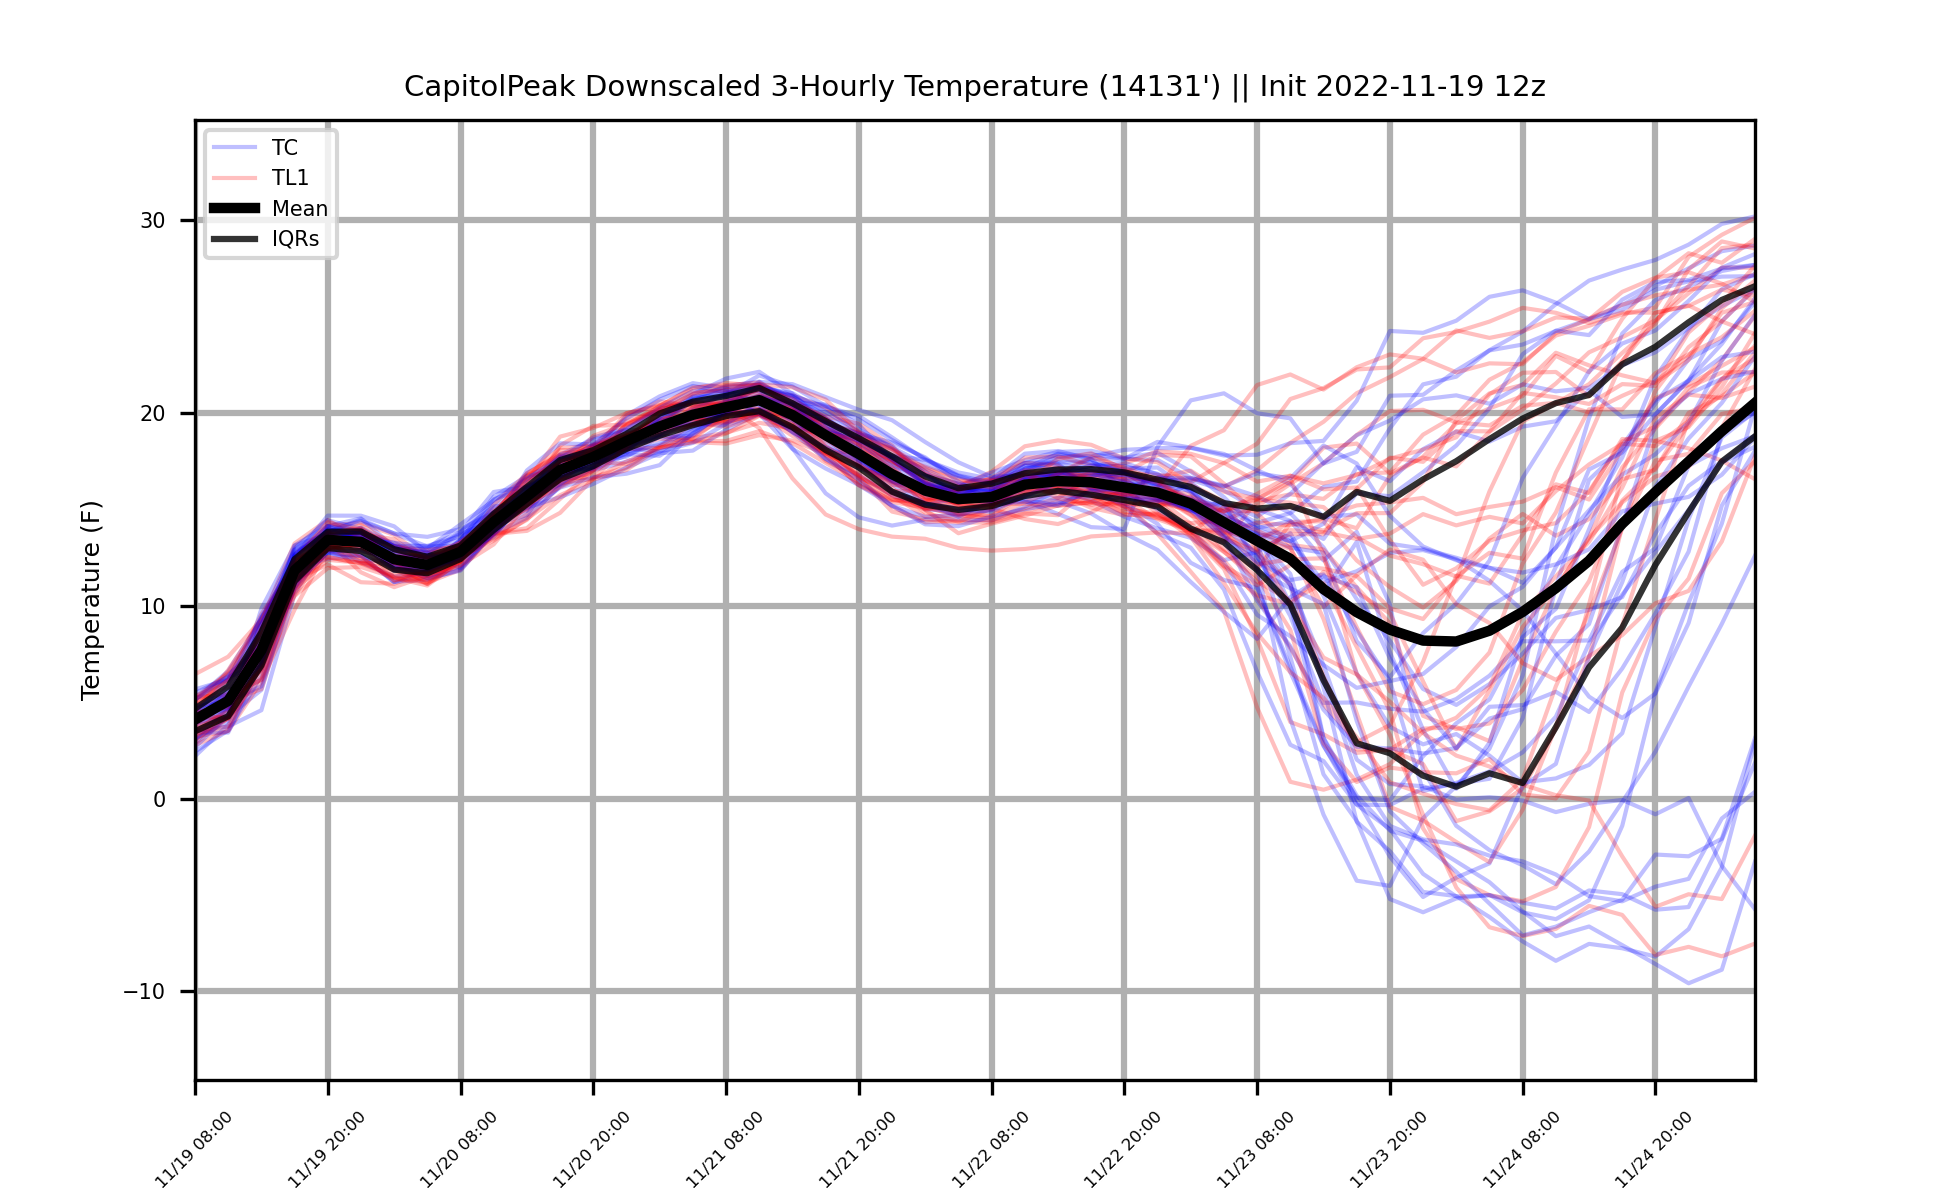 CapitolPeak Downscaled 3-Hourly Temperature (14131') || Init 2022-11-19 12z
TC
TL1
Mean
IQRs
Temperature (F)
30
20
10
0
−10
11/19 08:00
11/19 20:00
11/20 08:00
11/20 20:00
11/21 08:00
11/21 20:00
11/22 08:00
11/22 20:00
11/23 08:00
11/23 20:00
11/24 08:00
11/24 20:00